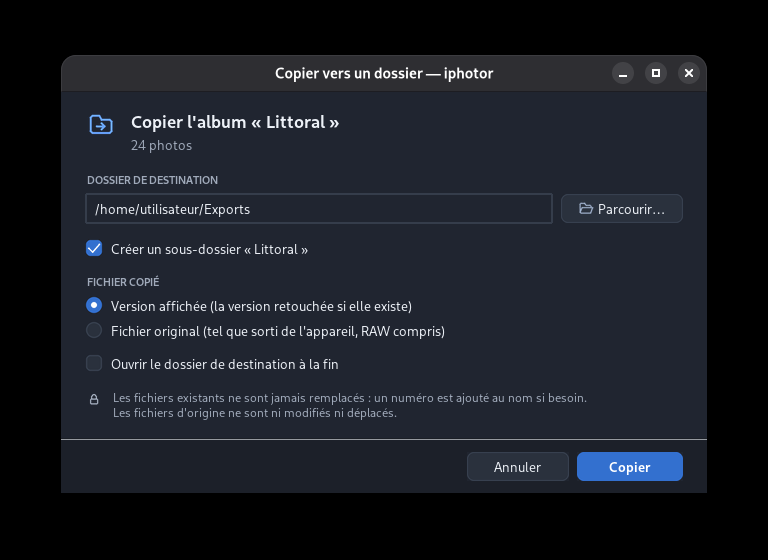 Copier vers un dossier — iphotor
Copier l'album « Littoral »
24 photos
DOSSIER DE DESTINATION
/home/utilisateur/Exports
Parcourir...
Créer un sous-dossier « Littoral »
FICHIER COPIÉ
Version affichée (la version retouchée si elle existe)
Fichier original (tel que sorti de l'appareil, RAW compris)
Ouvrir le dossier de destination à la fin
Les fichiers existants ne sont jamais remplacés : un numéro est ajouté au nom si besoin.
Les fichiers d'origine ne sont ni modifiés ni déplacés.
Annuler
Copier